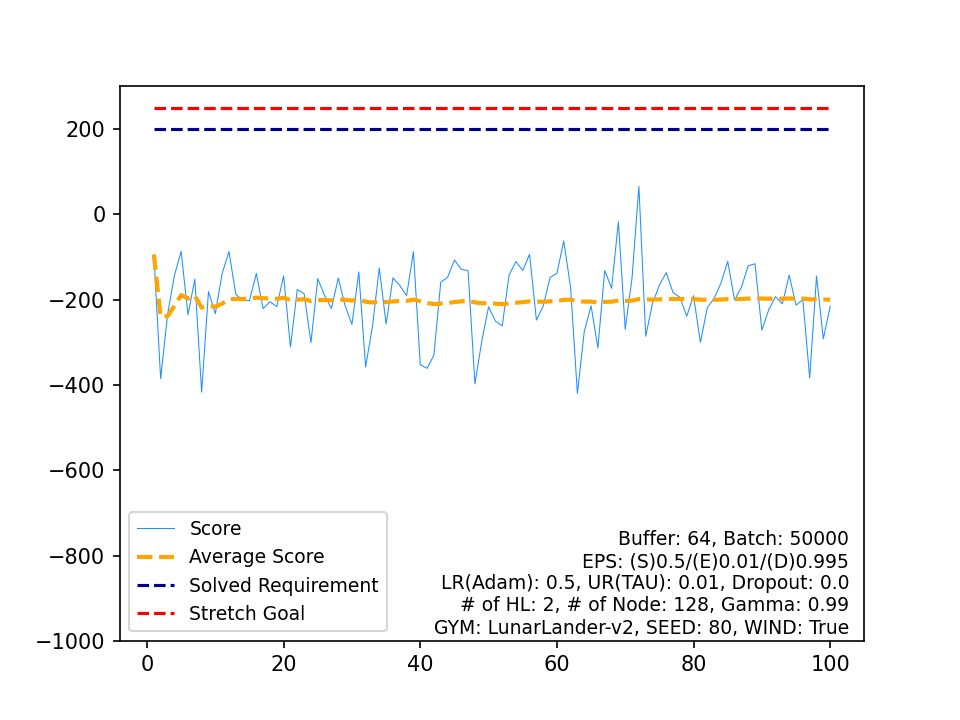 200
0
−200
−400
−600
−800
−1000
Score
Average Score
Solved Requirement
Stretch Goal
Buffer: 64, Batch: 50000
EPS: (S)0.5/(E)0.01/(D)0.995
LR(Adam): 0.5, UR(TAU): 0.01, Dropout: 0.0
# of HL: 2, # of Node: 128, Gamma: 0.99
GYM: LunarLander-v2, SEED: 80, WIND: True
0 20 40 60 80 100